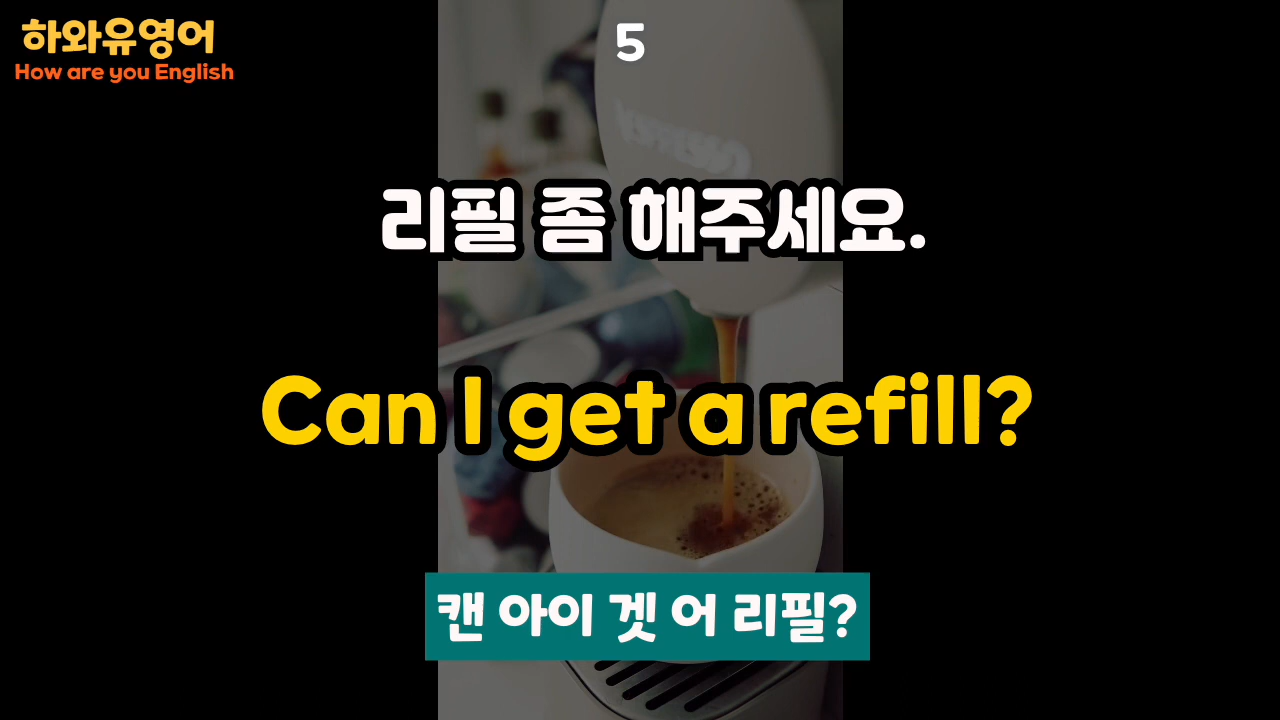 하와유영어
How are you English
5
리필 좀 해주세요.
Can I get a refill?
캔 아이 겟 어 리필?